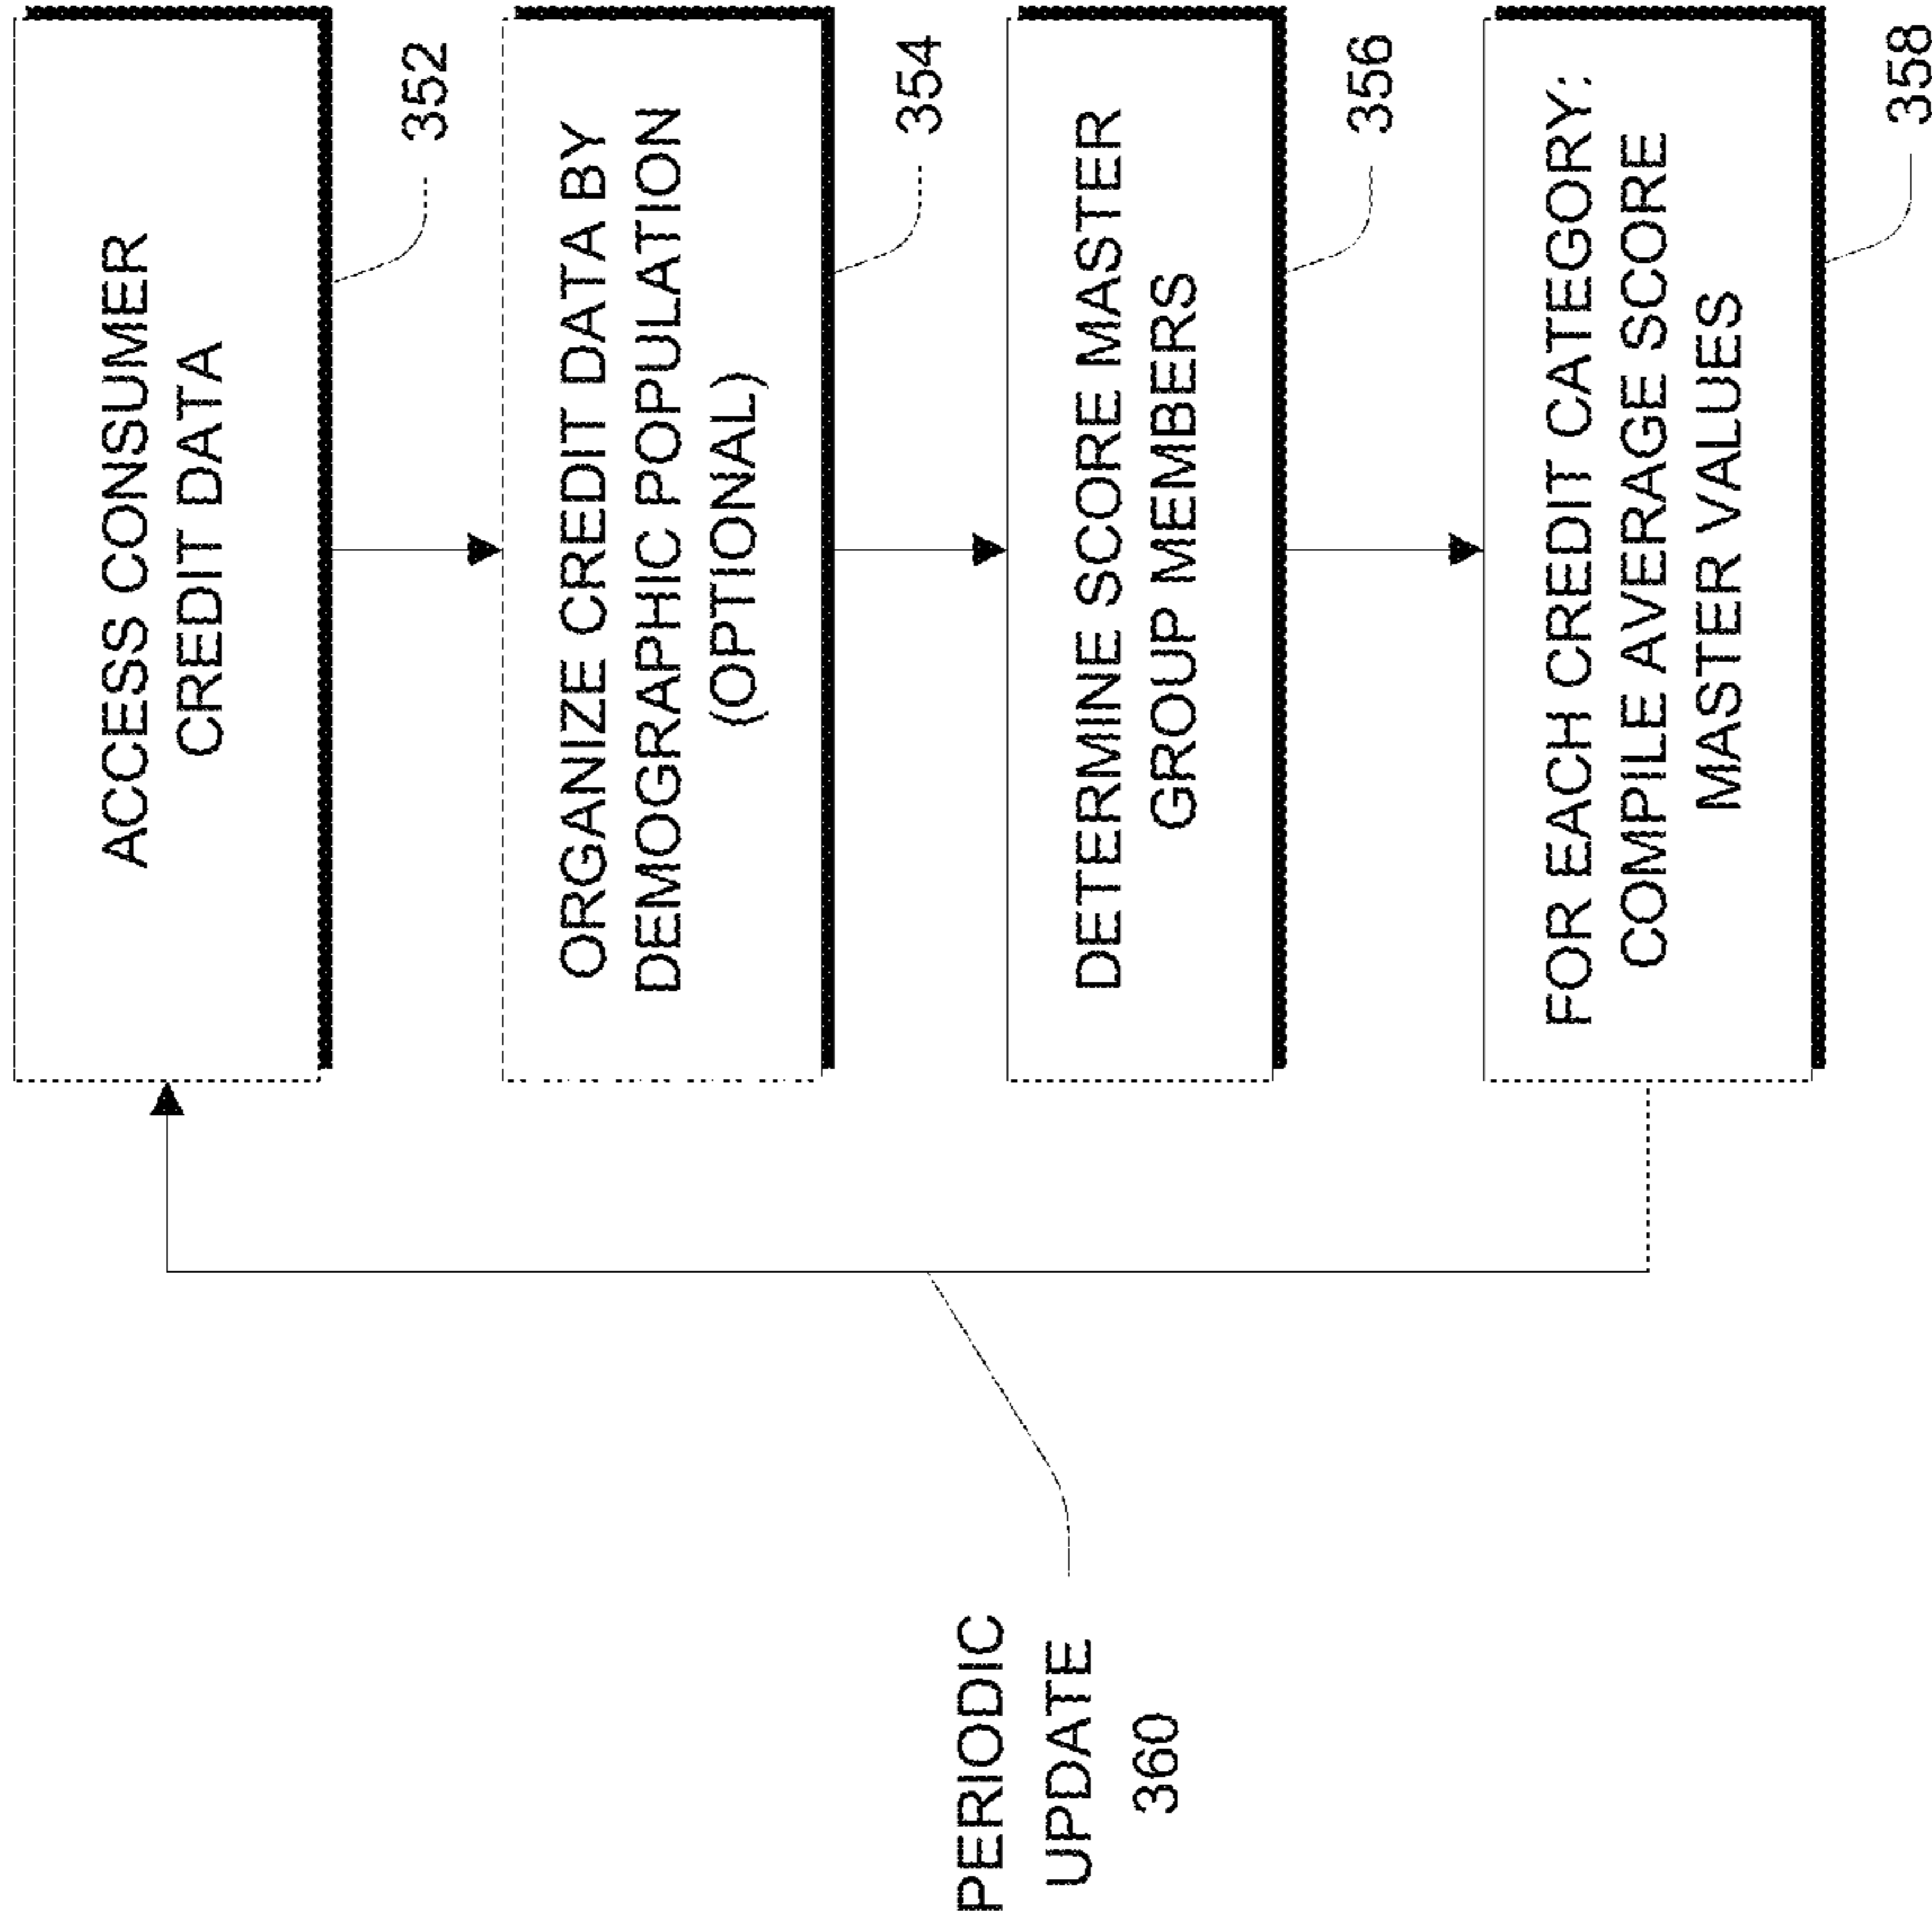 ACCESS CONSUMER
CREDIT DATA
352
ORGANIZE CREDIT DATA BY
DEMOGRAPHIC POPULATION
(OPTIONAL)
354
DETERMINE SCORE MASTER
GROUP MEMBERS
356
FOR EACH CREDIT CATEGORY:
COMPILE AVERAGE SCORE
MASTER VALUES
358
PERIODIC
UPDATE
360